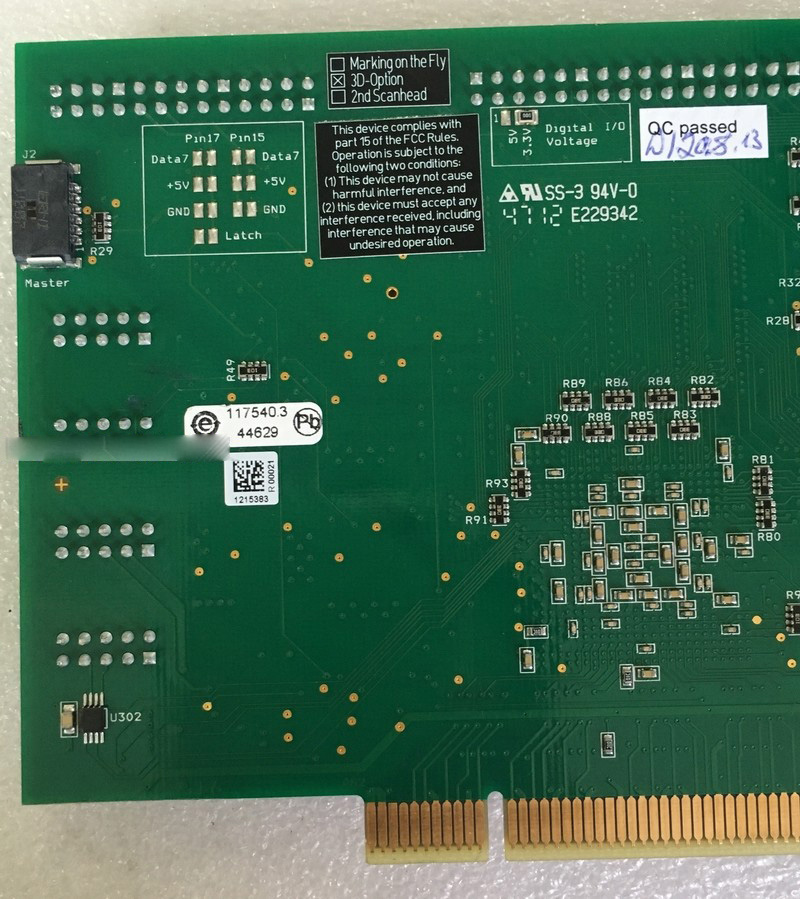 Marking on the Fly
3D-Option
2nd Scanhead
This device complies with
part 15 of the FCC Rules.
Operation is subject to the
following two conditions:
(1) This device may not cause
harmful interference, and
(2) this device must accept any
interference received, including
interference that may cause
undesired operation.
Pin17 Pin15
Data7 Data7
+5V +5V
GND GND
Latch
1
5V
3.3V
Digital I/O
Voltage
QC passed
SS-3 94V-0
4712 E229342
J2
R29
Master
R32
R28
R49
117540.3
44629
Pb
R 00021
1215383
R89 R86 R84 R82
R90 R88 R85 R83
R93
R91
R81
R80
U302